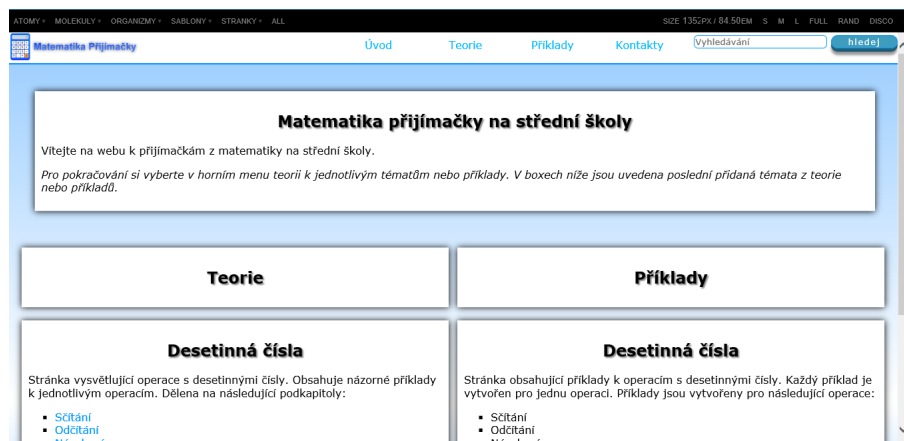 ATOMY ▾ MOLEKULY ▾ ORGANIZMY ▾ SABLONY ▾ STRANKY ▾ ALL SIZE 1352PX / 84.50EM S M L FULL RAND DISCO
Matematika Přijímačky Úvod Teorie Příklady Kontakty Vyhledávání hledej
Matematika přijímačky na střední školy
Vítejte na webu k přijímačkám z matematiky na střední školy.
Pro pokračování si vyberte v horním menu teorii k jednotlivým tématům nebo příklady. V boxech níže jsou uvedena poslední přidaná témata z teorie
nebo příkladů.
Teorie Příklady
Desetinná čísla
Stránka vysvětlující operace s desetinnými čísly. Obsahuje názorné příklady
k jednotlivým operacím. Dělena na následující podkapitoly:
▪ Sčítání
▪ Odčítání
Desetinná čísla
Stránka obsahující příklady k operacím s desetinnými čísly. Každý příklad je
vytvořen pro jednu operaci. Příklady jsou vytvořeny pro následující operace:
▪ Sčítání
▪ Odčítání